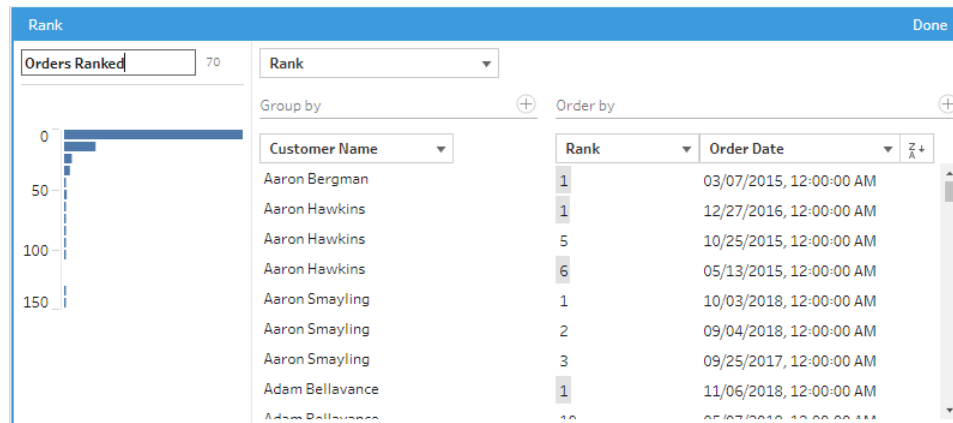 Rank Done
Orders Ranked 70 Rank
Group by Order by
Customer Name Rank Order Date
0 Aaron Bergman 1 03/07/2015, 12:00:00 AM
50 Aaron Hawkins 1 12/27/2016, 12:00:00 AM
Aaron Hawkins 5 10/25/2015, 12:00:00 AM
100 Aaron Hawkins 6 05/13/2015, 12:00:00 AM
150 Aaron Smayling 1 10/03/2018, 12:00:00 AM
Aaron Smayling 2 09/04/2018, 12:00:00 AM
Aaron Smayling 3 09/25/2017, 12:00:00 AM
Adam Bellavance 1 11/06/2018, 12:00:00 AM
Adam Bellavance